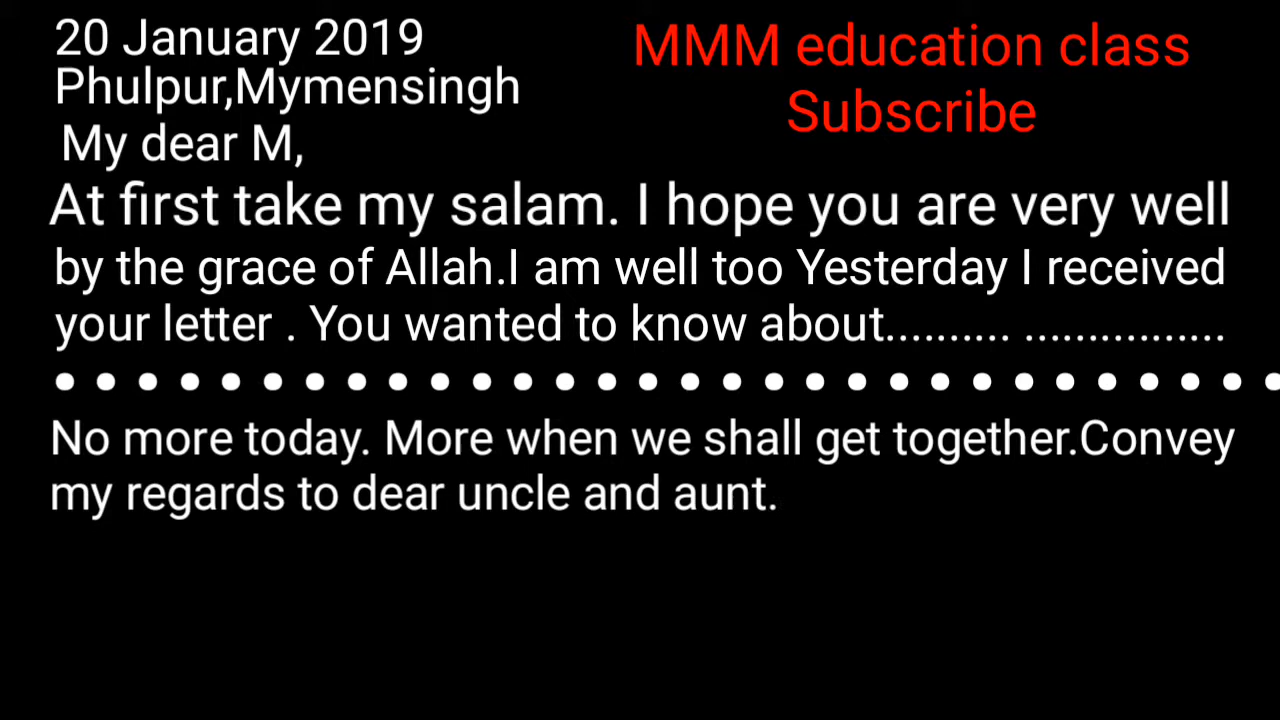 20 January 2019
Phulpur,Mymensingh
MMM education class
Subscribe
My dear M,
At first take my salam. I hope you are very well
by the grace of Allah.I am well too Yesterday I received
your letter . You wanted to know about.......... ................
● ● ● ● ● ● ● ● ● ● ● ● ● ● ● ● ● ● ● ● ● ● ● ● ● ● ● ● ● ●
No more today. More when we shall get together.Convey
my regards to dear uncle and aunt.